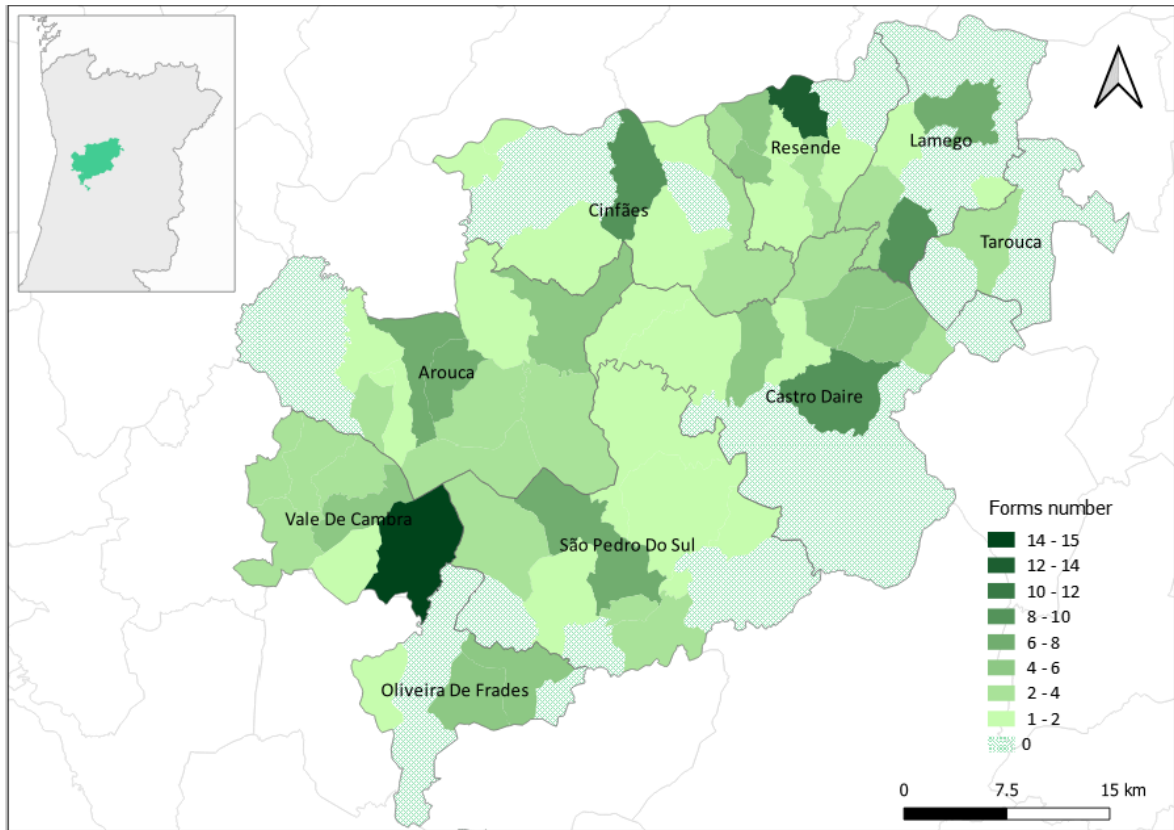 Resende
Lamego
Cinfães
Tarouca
Arouca
Castro Daire
Vale De Cambra
São Pedro Do Sul
Oliveira De Frades
Forms number
14 - 15
12 - 14
10 - 12
8 - 10
6 - 8
4 - 6
2 - 4
1 - 2
0
0 7.5 15 km